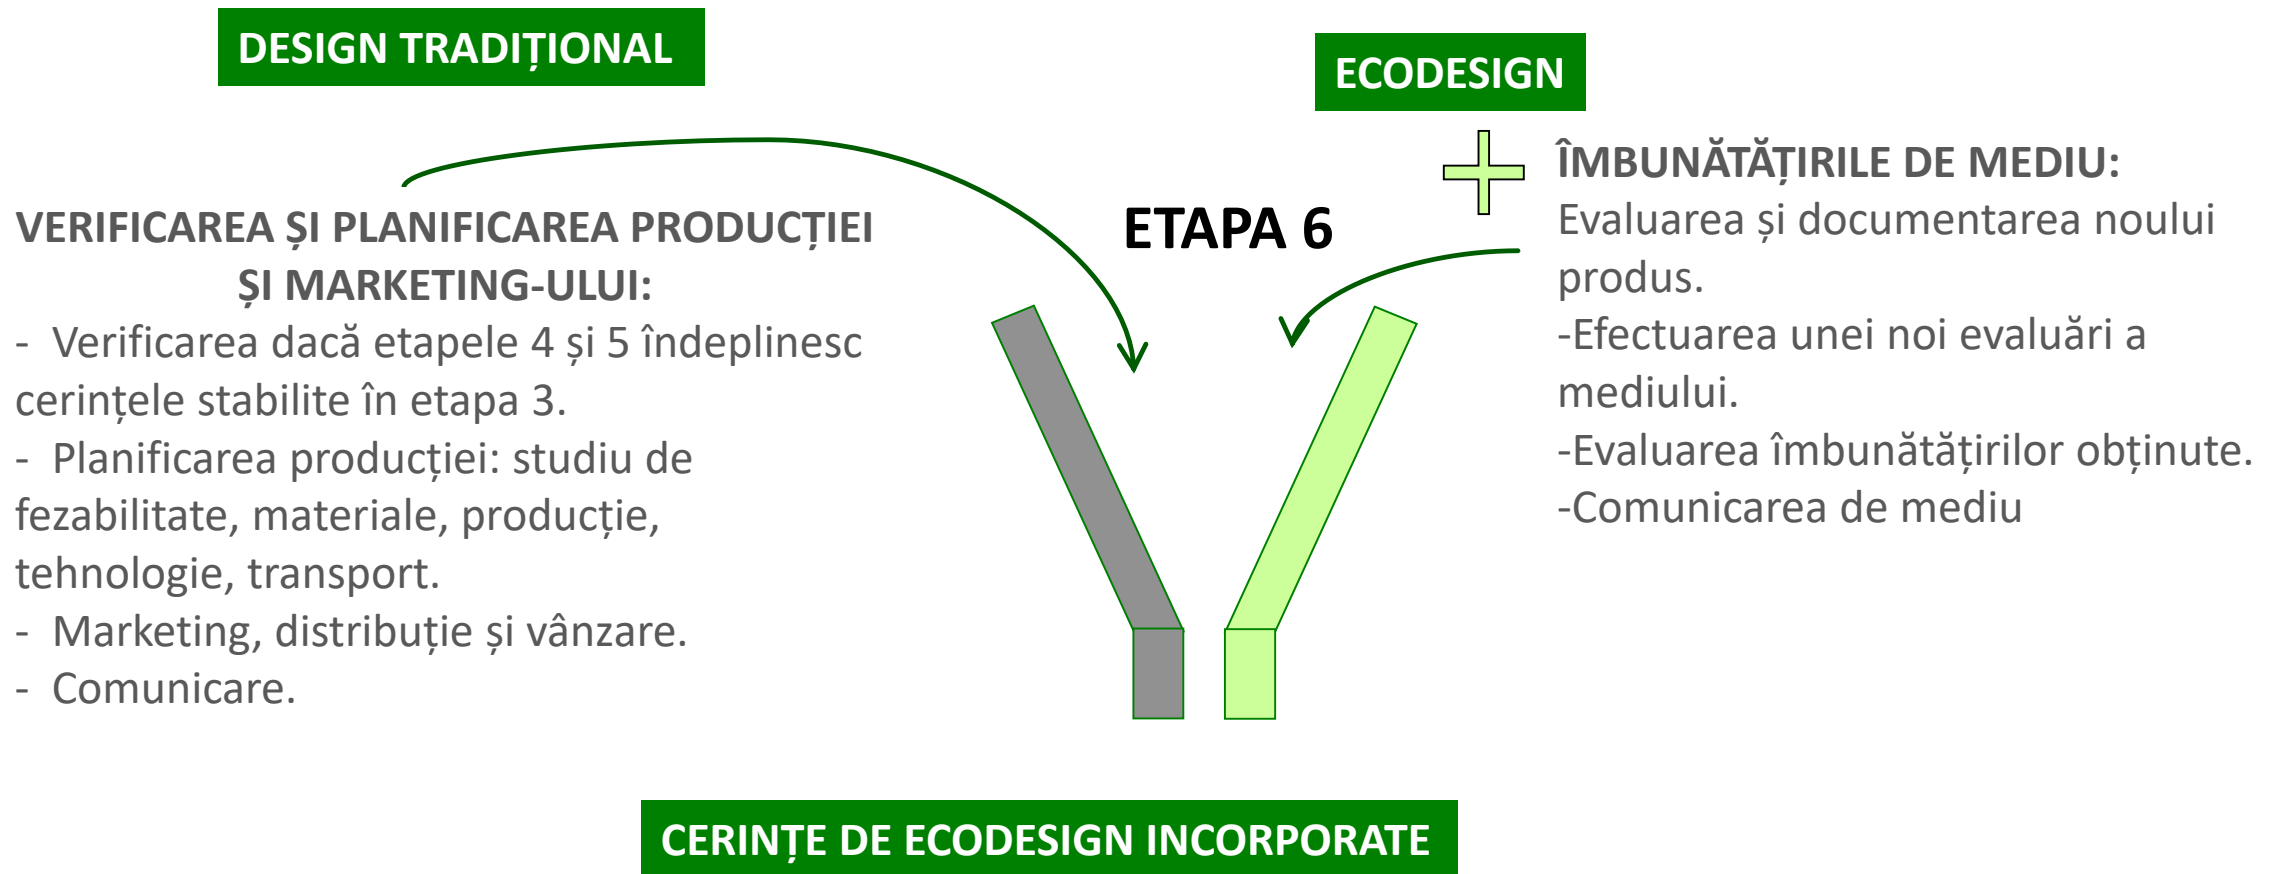 DESIGN TRADIȚIONAL
VERIFICAREA ȘI PLANIFICAREA PRODUCȚIEI
ȘI MARKETING-ULUI:
- Verificarea dacă etapele 4 și 5 îndeplinesc
cerințele stabilite în etapa 3.
- Planificarea producției: studiu de
fezabilitate, materiale, producție,
tehnologie, transport.
- Marketing, distribuție și vânzare.
- Comunicare.
ETAPA 6
ECODESIGN
ÎMBUNĂTĂȚIRILE DE MEDIU:
Evaluarea și documentarea noului
produs.
-Efectuarea unei noi evaluări a
mediului.
-Evaluarea îmbunătățirilor obținute.
-Comunicarea de mediu
CERINȚE DE ECODESIGN INCORPORATE